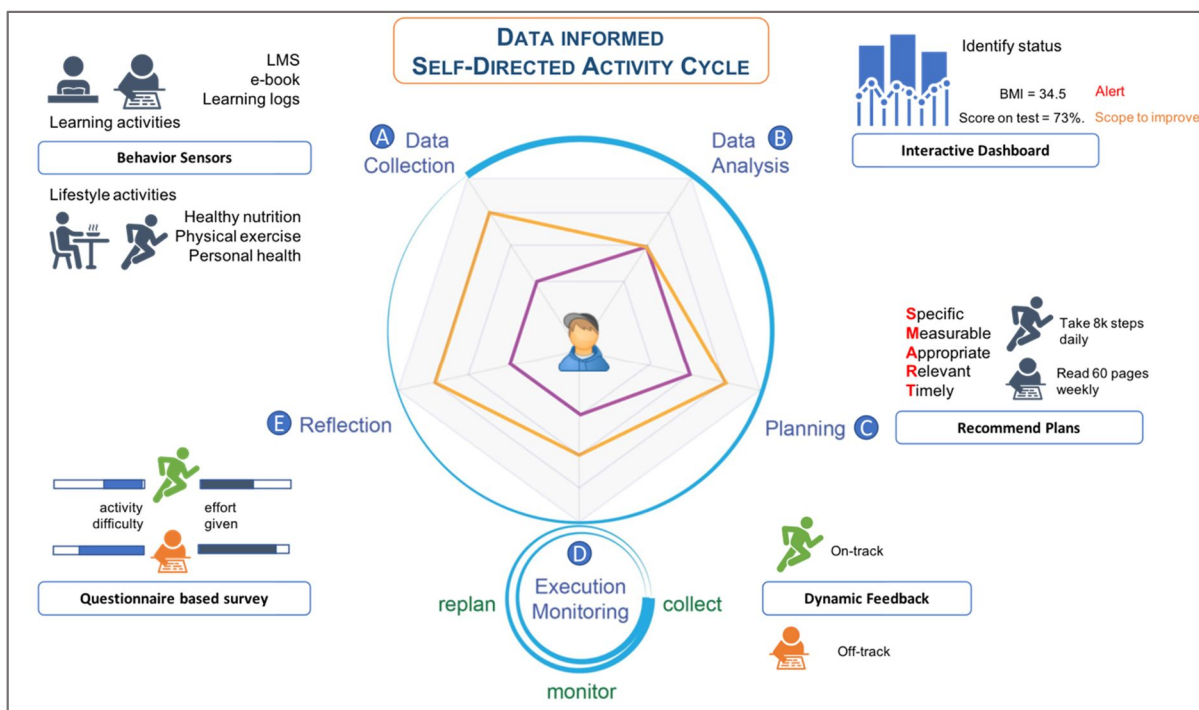 DATA INFORMED
SELF-DIRECTED ACTIVITY CYCLE
LMS
e-book
Learning logs
Learning activities
Behavior Sensors
Lifestyle activities
Healthy nutrition
Physical exercise
Personal health
A Data
Collection
Data B
Analysis
Identify status
BMI = 34.5 Alert
Score on test = 73%. Scope to improve
Interactive Dashboard
Specific
Measurable
Appropriate
Relevant
Timely
Take 8k steps
daily
Read 60 pages
weekly
Planning C
Recommend Plans
E Reflection
activity
difficulty
effort
given
Questionnaire based survey
D
Execution
Monitoring
replan
collect
monitor
On-track
Dynamic Feedback
Off-track